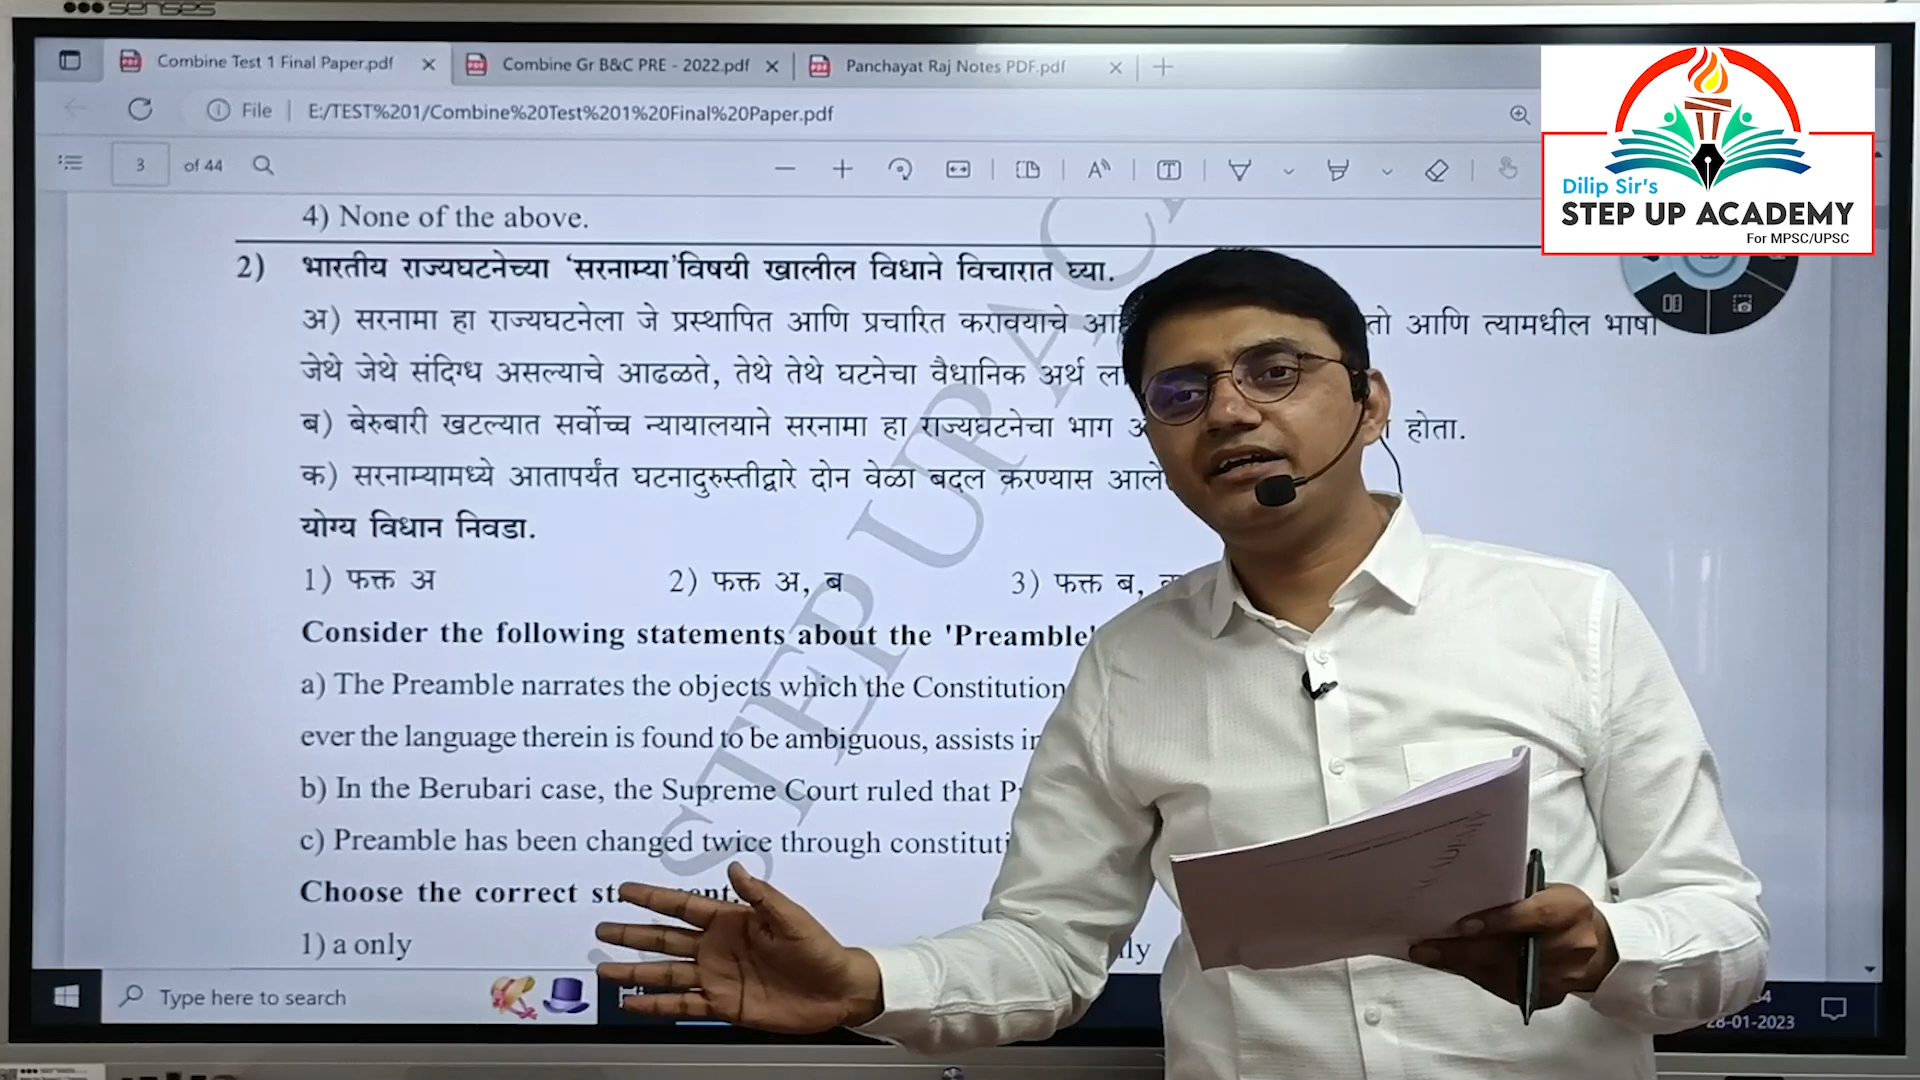 senses
Combine Test 1 Final Paper.pdf
Combine Gr B&C PRE - 2022.pdf
Panchayat Raj Notes PDF.pdf
File
E:/TEST%201/Combine%20Test%201%20Final%20Paper.pdf
3 of 44
Dilip Sir's
STEP UP ACADEMY
For MPSC/UPSC
4) None of the above.
2) भारतीय राज्यघटनेच्या 'सरनाम्या'विषयी खालील विधाने विचारात घ्या.
अ) सरनामा हा राज्यघटनेला जे प्रस्थापित आणि प्रचारित करावयाचे आणि त्यामधील भाषा
जेथे जेथे संदिग्ध असल्याचे आढळते, तेथे तेथे घटनेचा वैधानिक अर्थ
ब) बेरुबारी खटल्यात सर्वोच्च न्यायालयाने सरनामा हा राज्यघटनेचा भाग होता.
क) सरनाम्यामध्ये आतापर्यंत घटनादुरुस्तीद्वारे दोन वेळा बदल करण्यास
योग्य विधान निवडा.
1) फक्त अ 2) फक्त अ, ब 3) फक्त ब,
Consider the following statements about the 'Preamble'
a) The Preamble narrates the objects which the Constitution
ever the language therein is found to be ambiguous, assists
b) In the Berubari case, the Supreme Court ruled that
c) Preamble has been changed twice through
Choose the correct
1) a only
STEP UP
Type here to search
28-01-2023